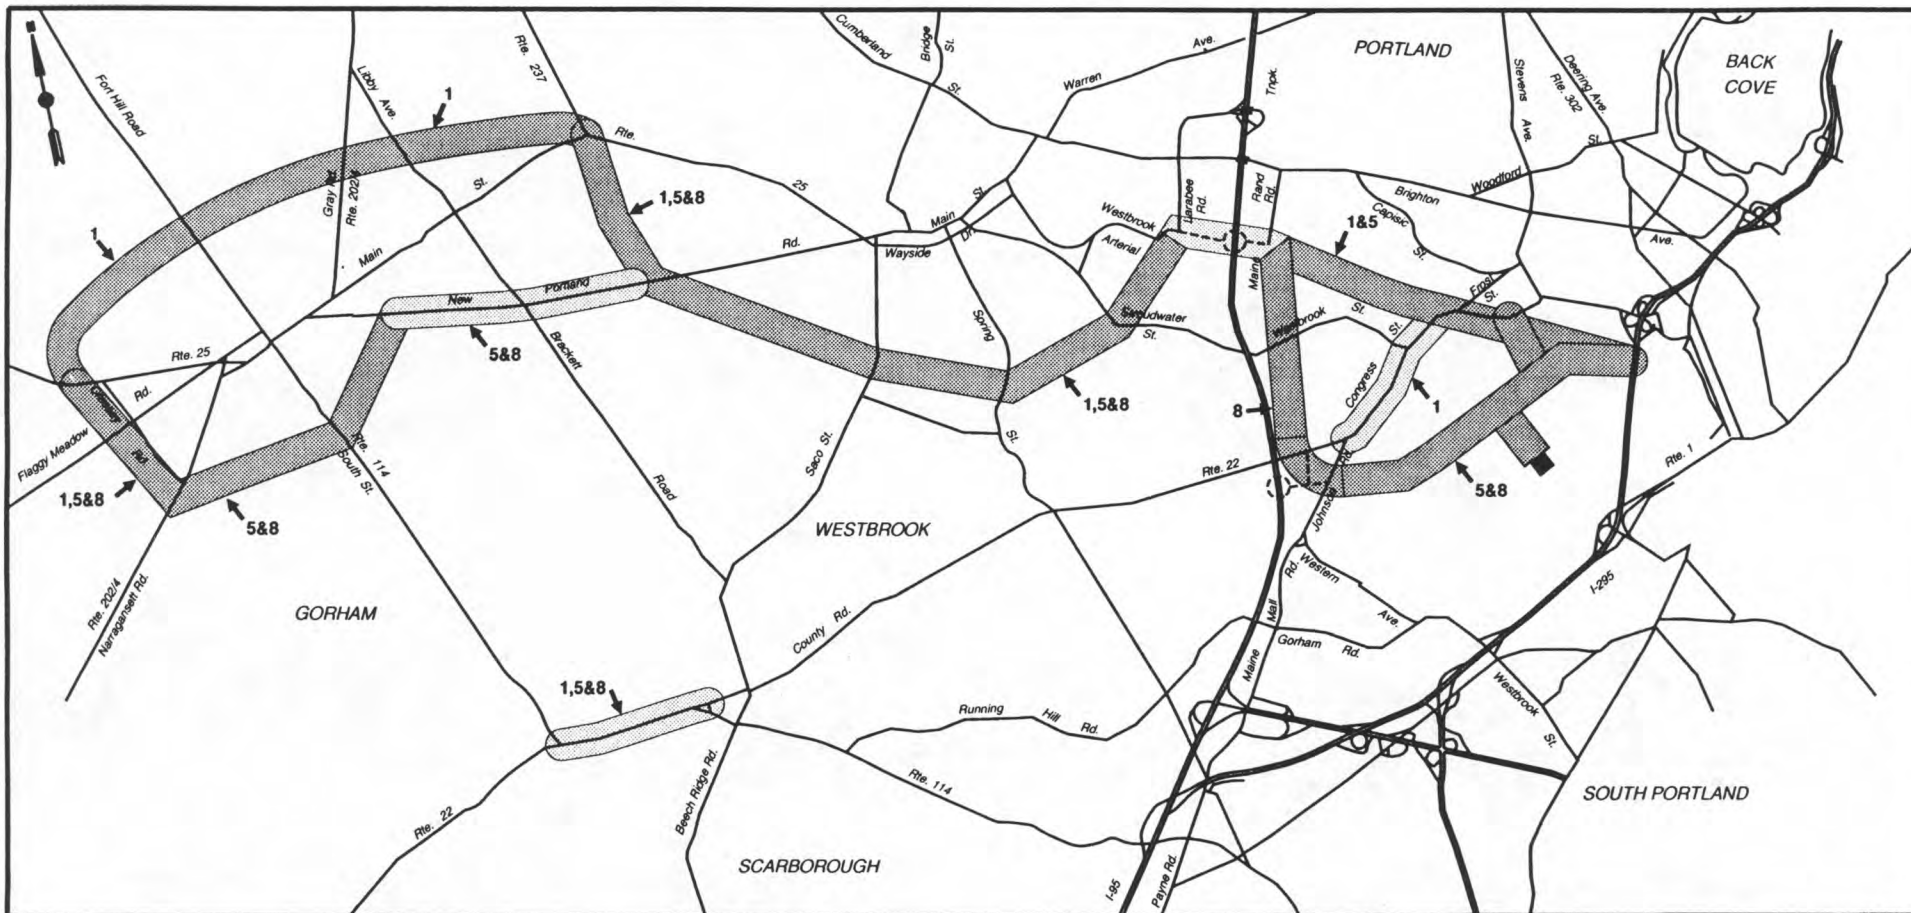 Cumberland
St.
Bridge
St.
Ave.
Warren
Tnpk.
PORTLAND
Stevens
Ave.
Deering Ave.
Rte. 302
BACK
COVE
Fort Hill Road
Libby Ave.
Rte. 237
1
Rte.
25
St.
Main
Gray Rd.
Rte. 202/4
1
1,5&8
Main
St.
Wayside
Dr.
Rd.
Portland
New
5&8
Westbrook
Arterial
Larabee
Rd.
Rand
Rd.
Maine
1&5
Capisic
St.
Brighton
Ave.
Woodford
St.
Frost
St.
Rte. 25
Rd.
Flaggy Meadow
Rd.
1,5&8
5&8
Rte. 114
South St.
Brackett
Road
Spring
St.
Saco St.
St.
Westbrook
St.
Congress
St.
1,5&8
8
1
5&8
Rte. 22
Rte. 1
Johnson
Rd.
WESTBROOK
GORHAM
Rte. 202/4
Narragansett Rd.
County Rd.
Western
Ave.
I-295
Maine
Mall
Rd.
Gorham Rd.
Westbrook
St.
1,5&8
Running Hill Rd.
Rte. 114
Beech Ridge Rd.
Rte. 22
SCARBOROUGH
SOUTH PORTLAND
I-95
Payne Rd.